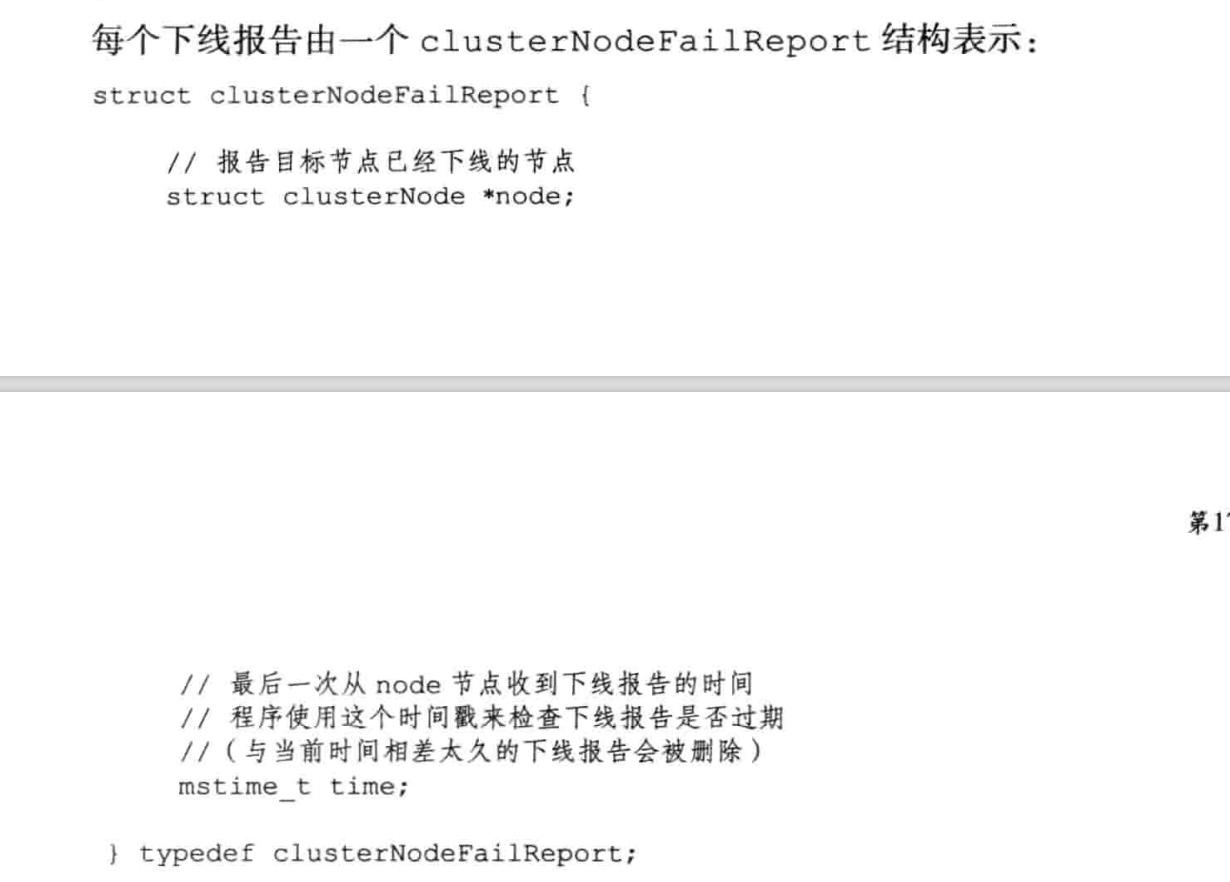 每个下线报告由一个 clusterNodeFailReport 结构表示：
struct clusterNodeFailReport {
// 报告目标节点已经下线的节点
struct clusterNode *node;
第1
// 最后一次从 node 节点收到下线报告的时间
// 程序使用这个时间戳来检查下线报告是否过期
//（与当前时间相差太久的下线报告会被删除）
mstime_t time;
} typedef clusterNodeFailReport;